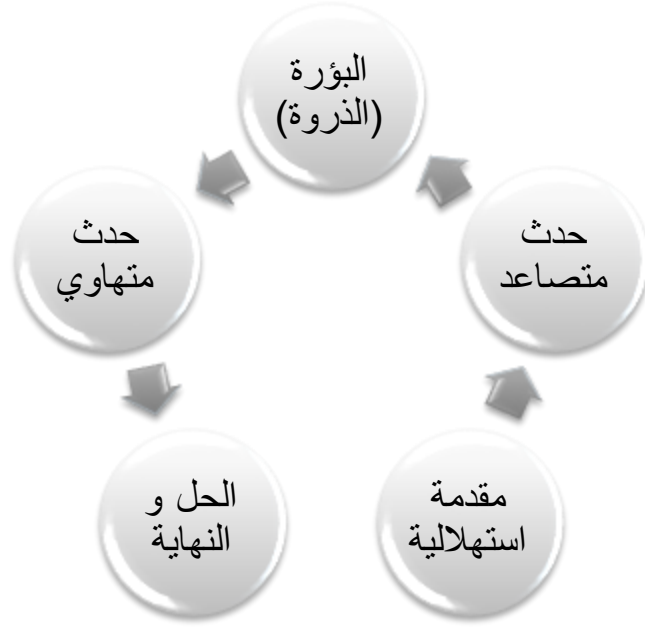 البؤرة
(الذروة)
حدث
متصاعد
حدث
متهاوي
مقدمة
استهلالية
الحل و
النهاية